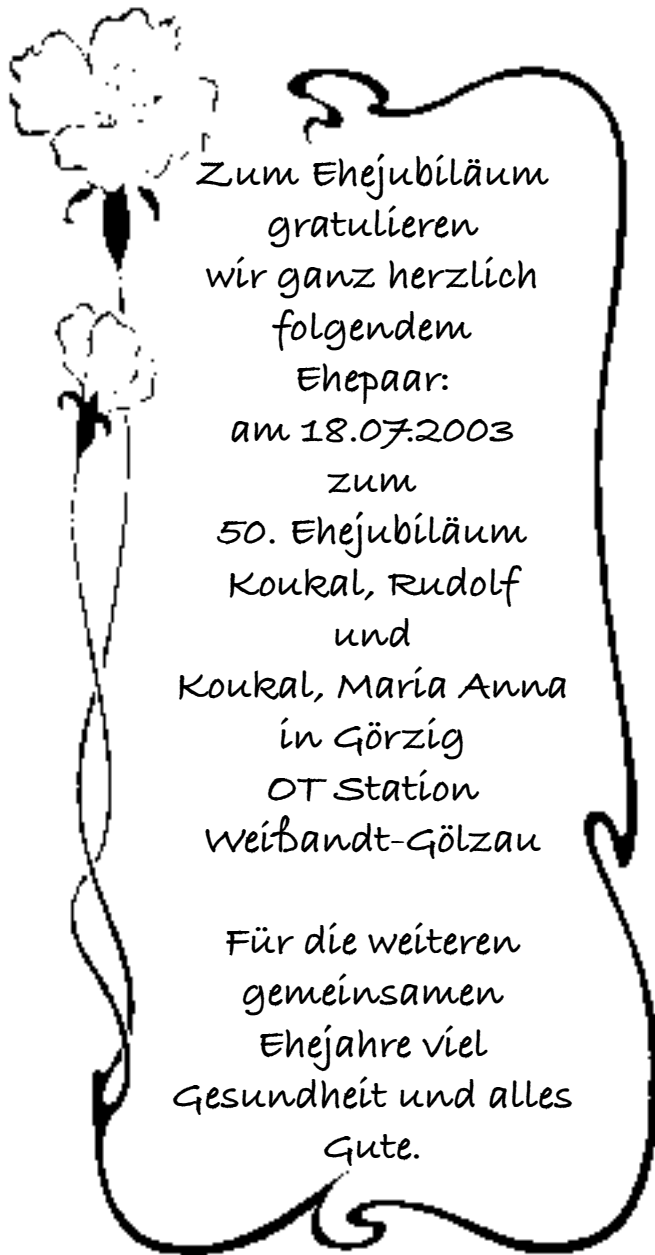 Zum Ehejubiläum
gratulieren
wir ganz herzlich
folgendem
Ehepaar:
am 18.07.2003
zum
50. Ehejubiläum
Koukal, Rudolf
und
Koukal, Maria Anna
in Görzig
OT Station
Weißandt-Gölzau
Für die weiteren
gemeinsamen
Ehejahre viel
Gesundheit und alles
Gute.